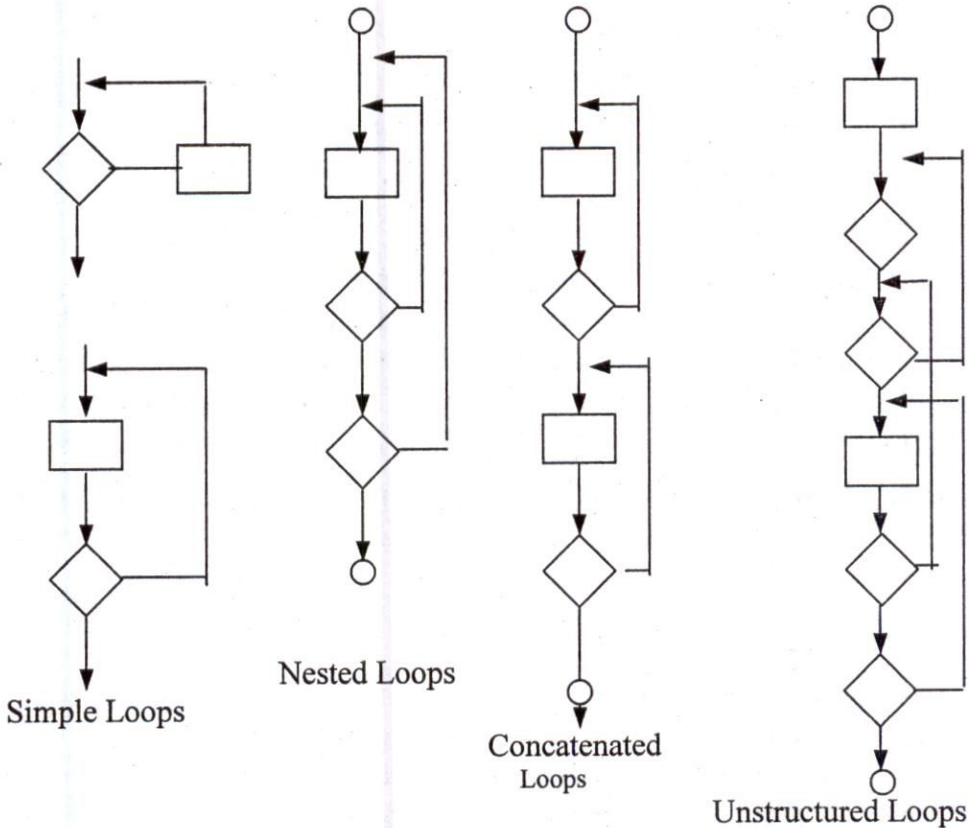 Simple Loops
Nested Loops
Concatenated
Loops
Unstructured Loops